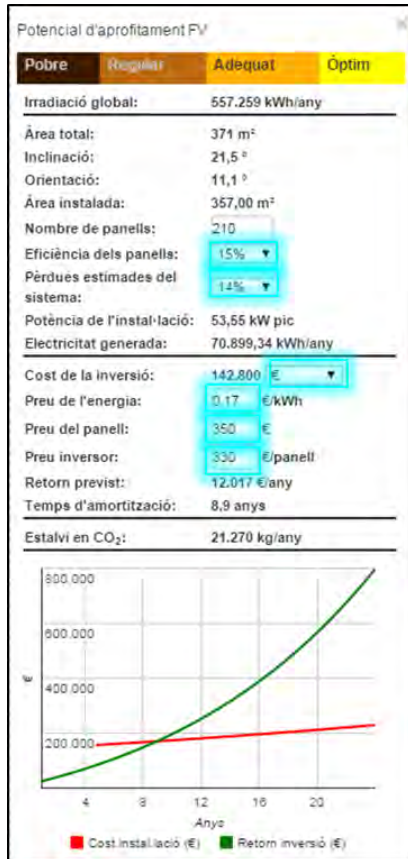 Potencial d'aprofitament FV
Pobre Regular Adequat Òptim
Irradiació global: 557.259 kWh/any
Àrea total: 371 m²
Inclinació: 21,5 º
Orientació: 11,1 º
Àrea instalada: 357,00 m²
Nombre de panells: 210
Eficiència dels panells: 15%
Pèrdues estimades del
sistema: 14%
Potència de l'instal·lació: 53,55 kW pic
Electricitat generada: 70.899,34 kWh/any
Cost de la inversió: 142.800 €
Preu de l'energia: 0.17 €/kWh
Preu del panell: 350 €
Preu inversor: 330 €/panell
Retorn previst: 12.017 €/any
Temps d'amortització: 8,9 anys
Estalvi en CO₂: 21.270 kg/any
800.000
600.000
400.000
200.000
€
4 8 12 16 20
Anys
Cost instal·lació (€) Retorn inversió (€)